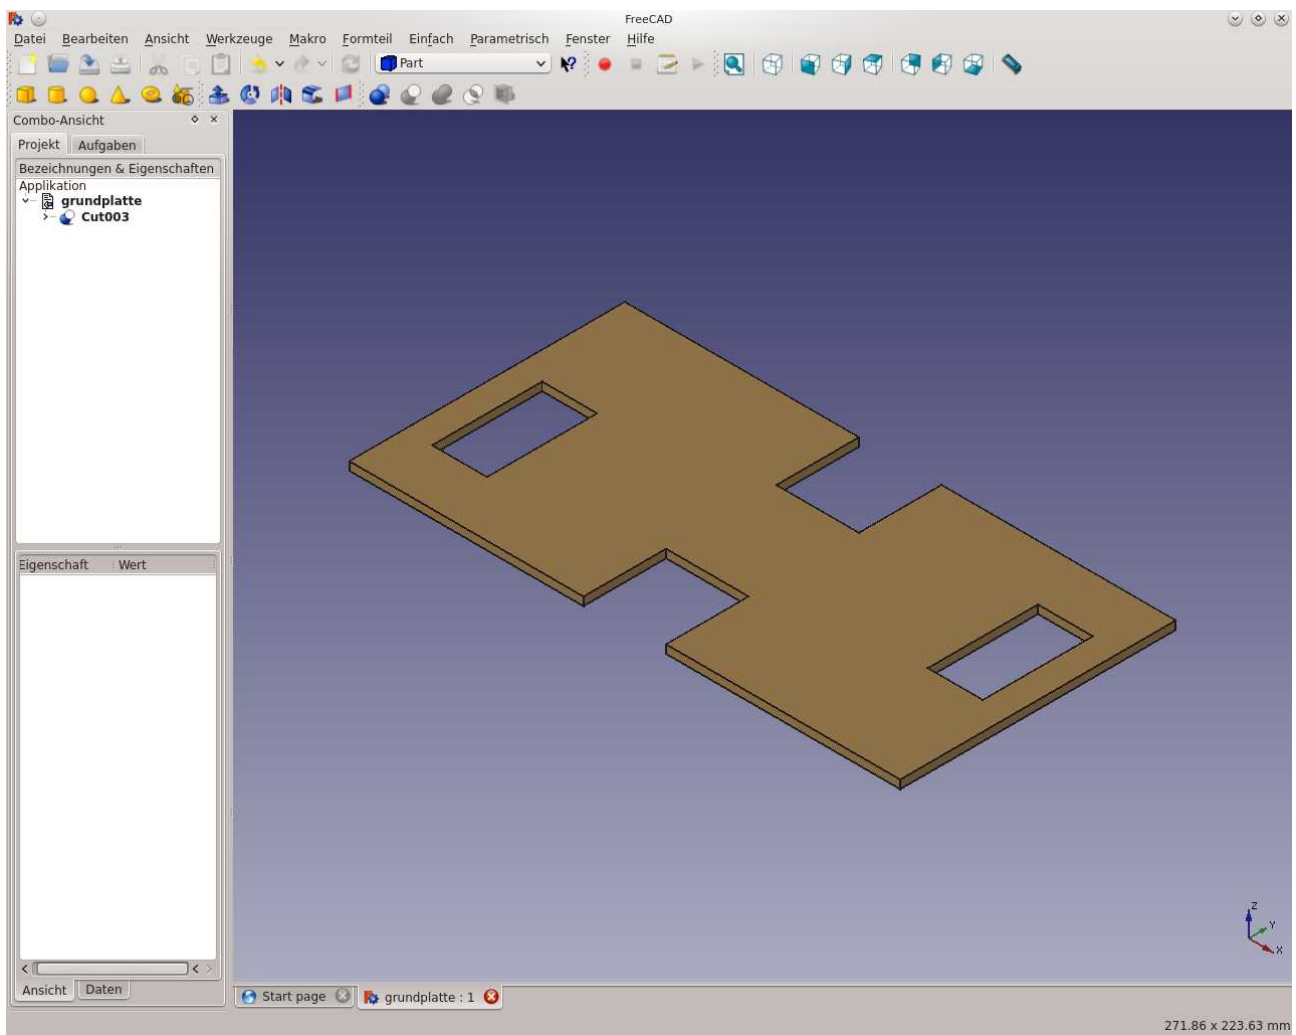 FreeCAD
Datei Bearbeiten Ansicht Werkzeuge Makro Formteil Einfach Parametrisch Fenster Hilfe
Part
Combo-Ansicht
Projekt Aufgaben
Bezeichnungen & Eigenschaften
Applikation
grundplatte
Cut003
Eigenschaft Wert
Z
Y
X
Ansicht Daten
Start page grundplatte : 1
271.86 x 223.63 mm